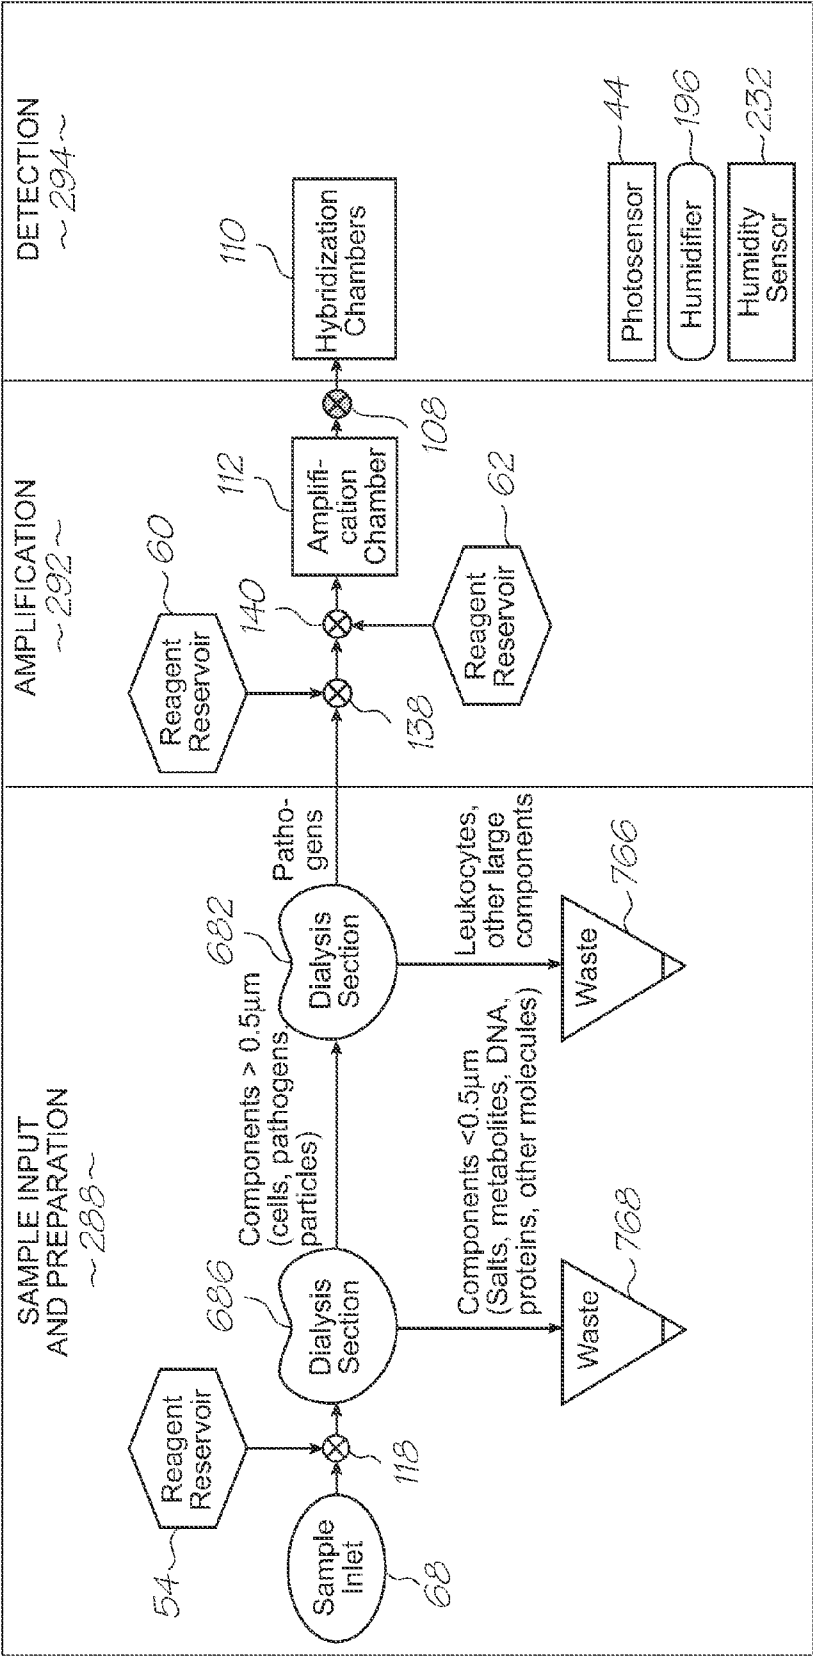 SAMPLE INPUT
AND PREPARATION
~288~
54
Reagent
Reservoir
Sample
Inlet
68
118
686
Dialysis
Section
Components > 0.5µm
(cells, pathogens,
particles)
Components <0.5µm
(Salts, metabolites, DNA,
proteins, other molecules)
Waste
768
682
Dialysis
Section
Patho-
gens
Leukocytes,
other large
components
Waste
766
AMPLIFICATION
~292~
60
Reagent
Reservoir
138
140
Reagent
Reservoir
62
112
Amplifi-
cation
Chamber
108
DETECTION
~294~
110
Hybridization
Chambers
Photosensor
44
Humidifier
196
Humidity
Sensor
232